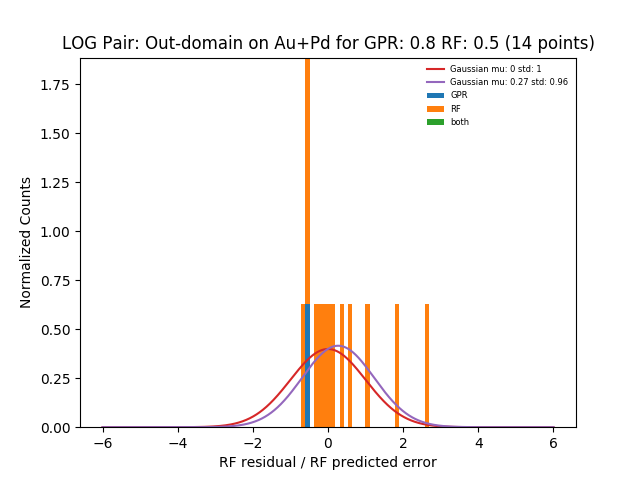 LOG Pair: Out-domain on Au+Pd for GPR: 0.8 RF: 0.5 (14 points)
Gaussian mu: 0 std: 1
Gaussian mu: 0.27 std: 0.96
GPR
RF
both
1.75
1.50
1.25
1.00
0.75
0.50
0.25
0.00
Normalized Counts
−6
−4
−2
0
2
4
6
RF residual / RF predicted error